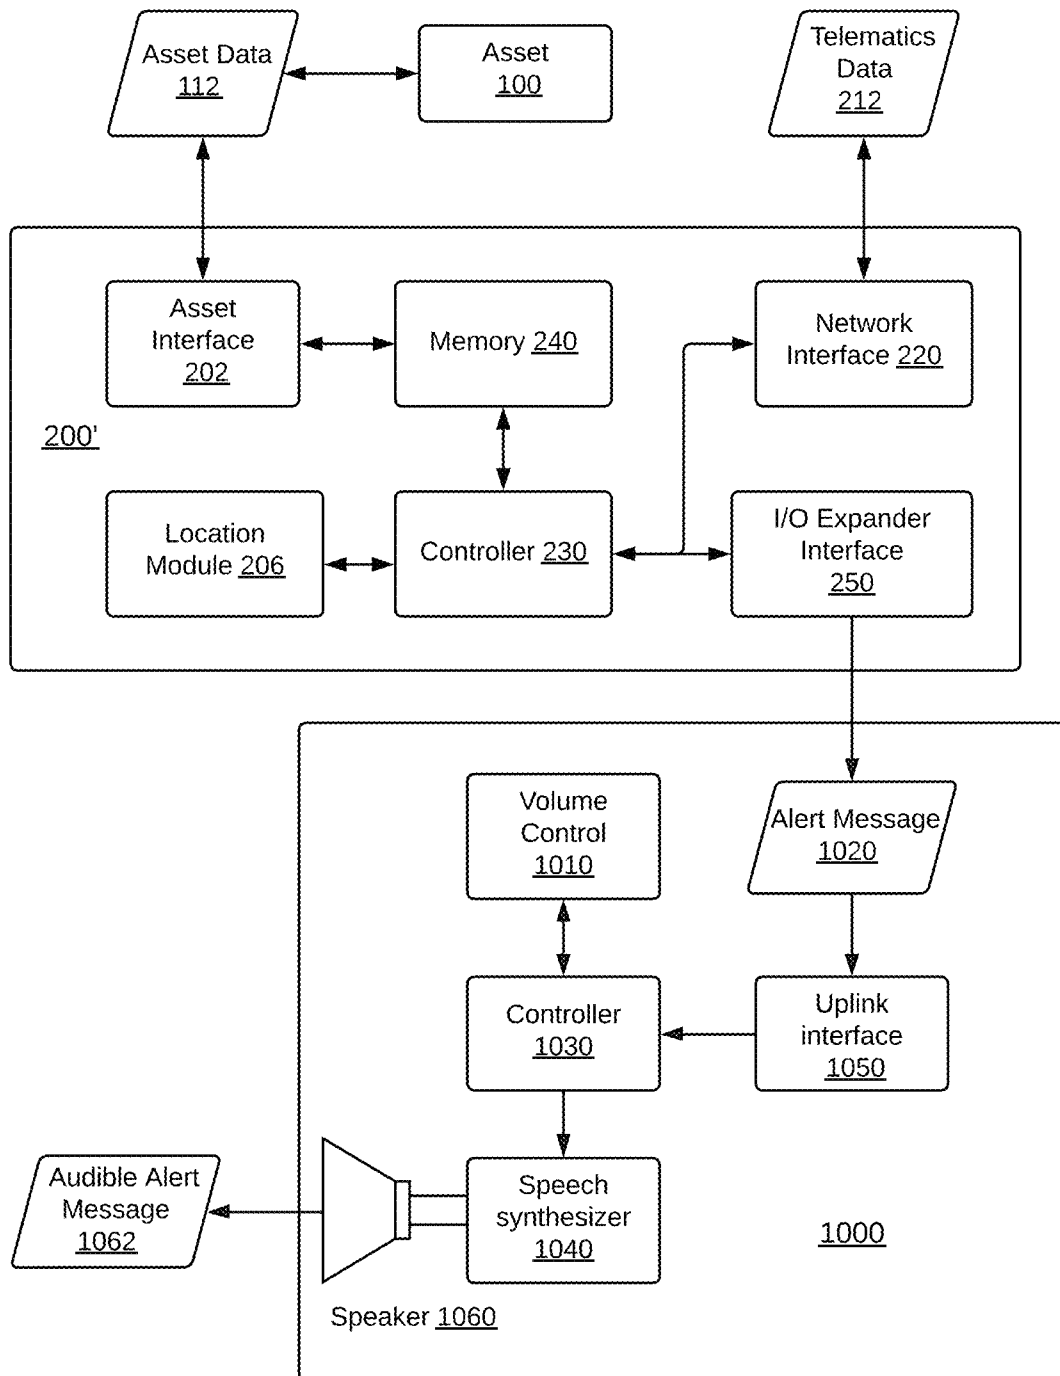 Asset Data
112
Asset
100
Telematics
Data
212
Asset
Interface
202
Memory 240
Network
Interface 220
200'
Location
Module 206
Controller 230
I/O Expander
Interface
250
Volume
Control
1010
Alert Message
1020
Controller
1030
Uplink
interface
1050
Audible Alert
Message
1062
Speech
synthesizer
1040
1000
Speaker 1060